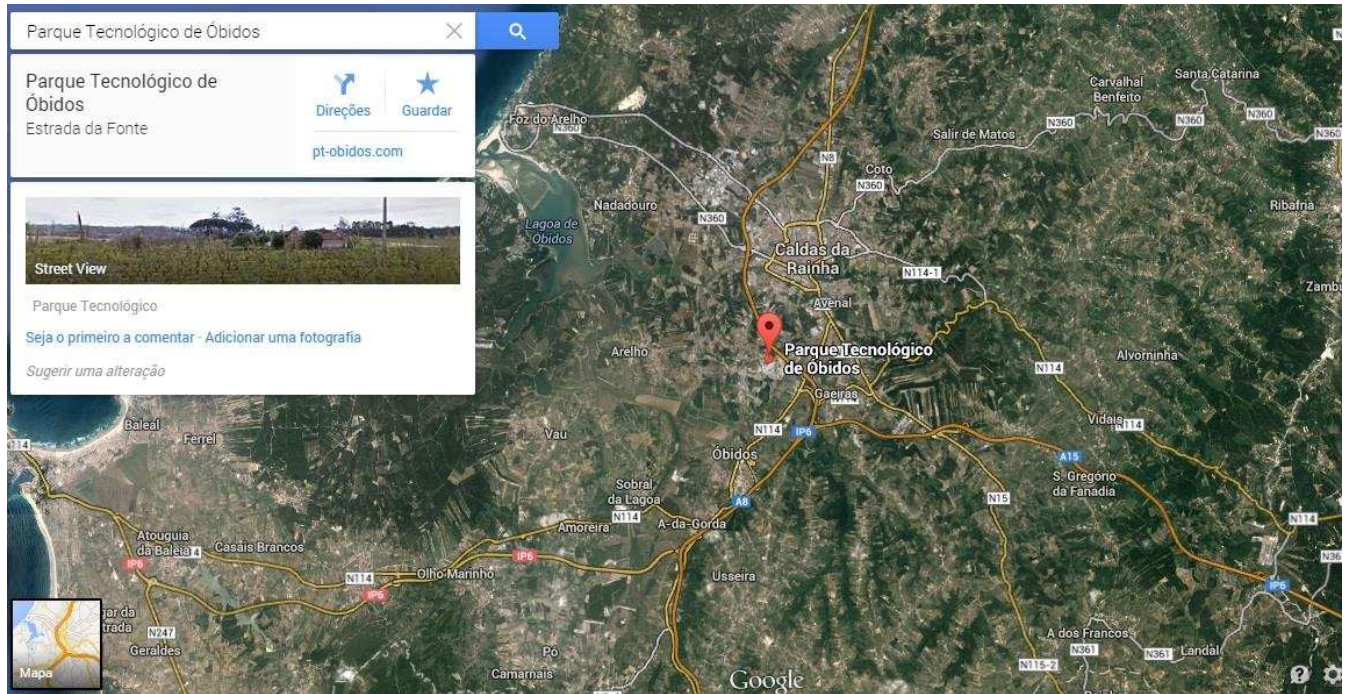 Parque Tecnológico de Óbidos
Parque Tecnológico de
Óbidos
Estrada da Fonte
Direções
Guardar
pt-obidos.com
Street View
Parque Tecnológico
Seja o primeiro a comentar - Adicionar uma fotografia
Sugerir uma alteração
Foz do Arelho
N360
Carvalhal
Benfeito
Santa Catarina
N360
N360
N360
Salir de Matos
N8
Coto
N360
Nadadouro
N360
Ribafria
Lagoa de
Óbidos
Caldas da
Rainha
N114-1
Avenal
Arelho
Parque Tecnológico
de Óbidos
Alvorninha
N114
Gaeiras
Baleal
Ferrel
Vau
N114
IP6
Vidais
N114
Óbidos
A15
S. Gregório
da Fanadia
Sobral
da Lagoa
N114
A8
N15
A-da-Gorda
Amoreira
N114
Atouguia
da Baleia
Casais Brancos
IP6
IP6
N114
Olho Marinho
IP6
Usseira
IP6
N247
Geraldes
Pó
Camarnais
A dos Francos
N361
N361
Landal
N115-2
Mapa
Google